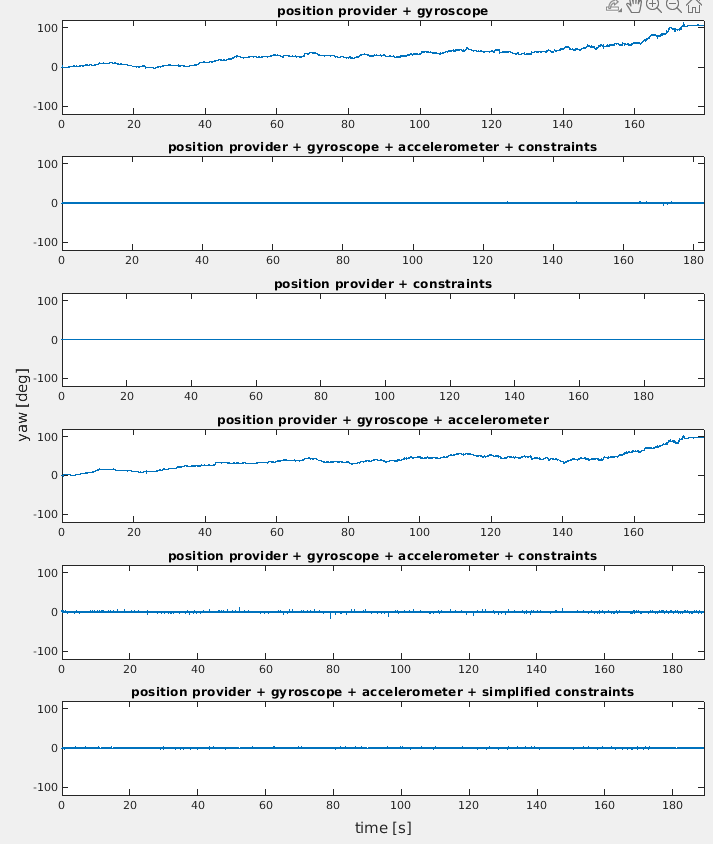 position provider + gyroscope
100
0
-100
0 20 40 60 80 100 120 140 160
position provider + gyroscope + accelerometer + constraints
100
0
-100
0 20 40 60 80 100 120 140 160 180
position provider + constraints
100
0
-100
0 20 40 60 80 100 120 140 160 180
yaw [deg]
position provider + gyroscope + accelerometer
100
0
-100
0 20 40 60 80 100 120 140 160
position provider + gyroscope + accelerometer + constraints
100
0
-100
0 20 40 60 80 100 120 140 160 180
position provider + gyroscope + accelerometer + simplified constraints
100
0
-100
0 20 40 60 80 100 120 140 160 180
time [s]